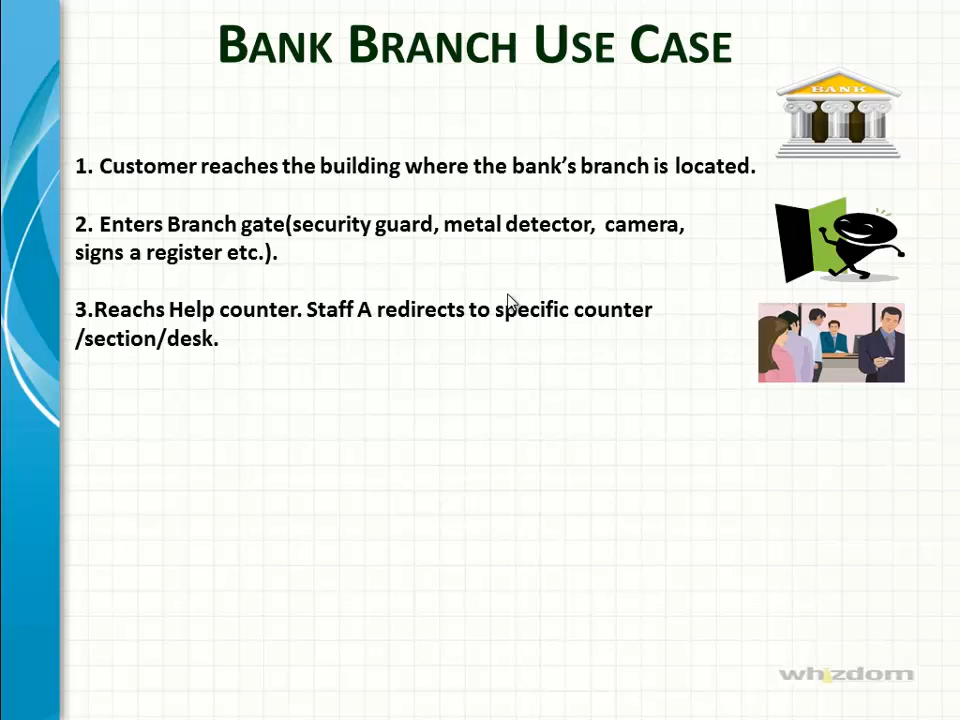 BANK BRANCH USE CASE
BANK
1. Customer reaches the building where the bank’s branch is located.
2. Enters Branch gate(security guard, metal detector, camera,
signs a register etc.).
3.Reachs Help counter. Staff A redirects to specific counter
/section/desk.
whizdom